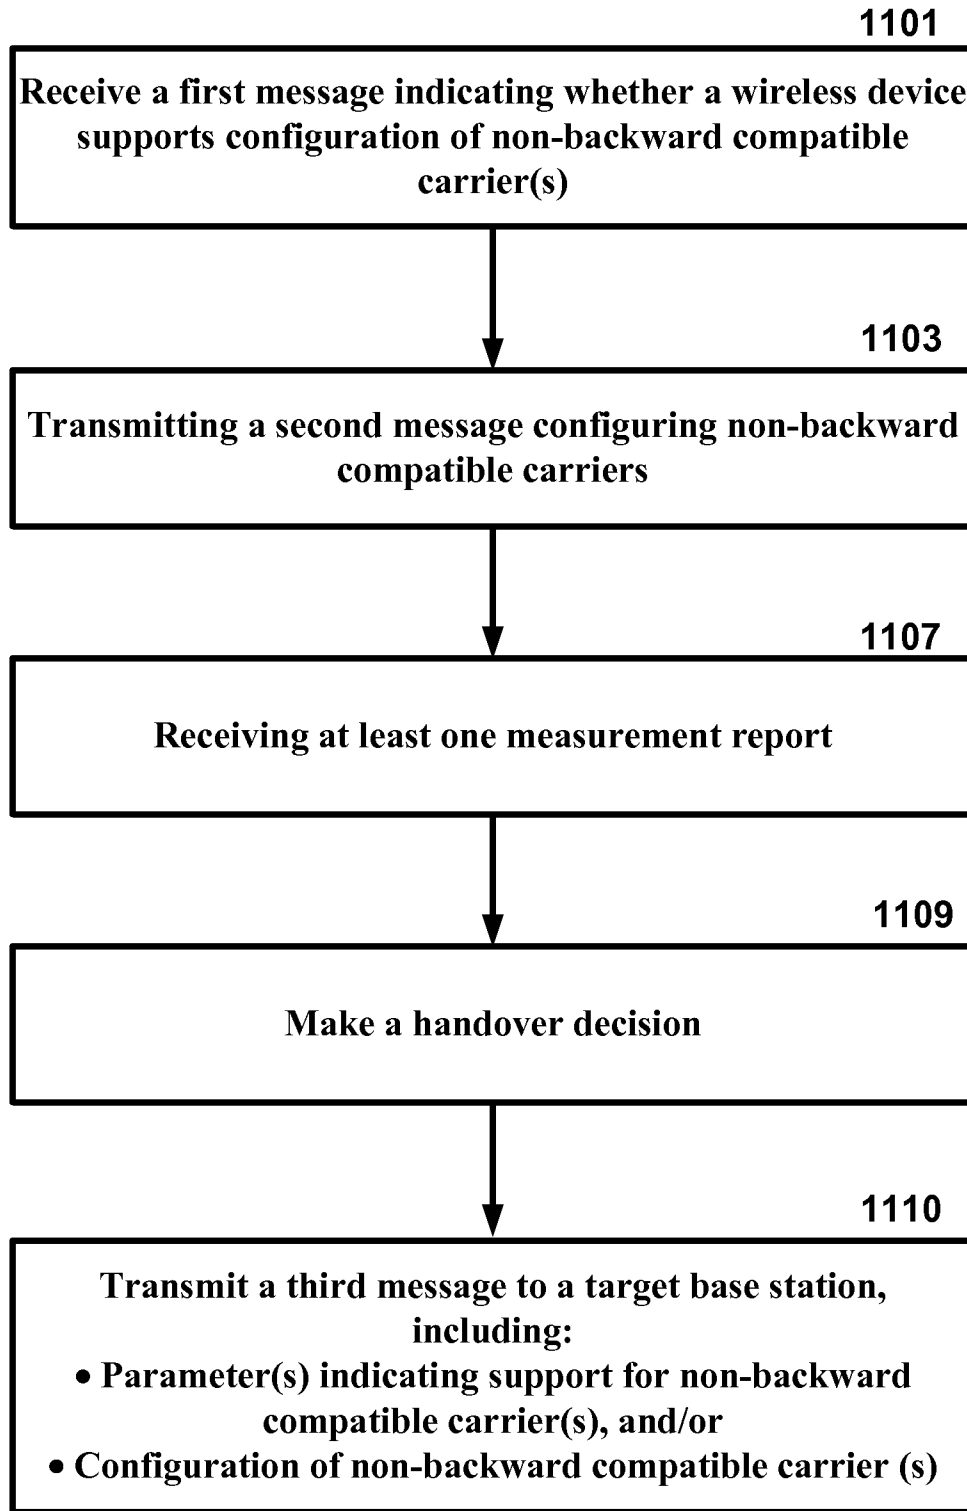 1101
Receive a first message indicating whether a wireless device
supports configuration of non-backward compatible
carrier(s)
1103
Transmitting a second message configuring non-backward
compatible carriers
1107
Receiving at least one measurement report
1109
Make a handover decision
1110
Transmit a third message to a target base station,
including:
• Parameter(s) indicating support for non-backward
compatible carrier(s), and/or
• Configuration of non-backward compatible carrier (s)